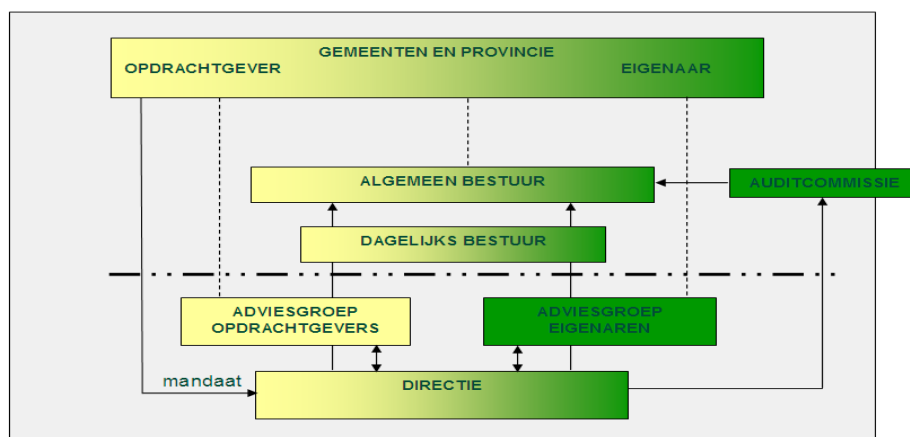 GEMEENTEN EN PROVINCIE
OPDRACHTGEVER EIGENAAR
ALGEMEEN BESTUUR
AUDITCOMMISSIE
DAGELIJKS BESTUUR
ADVIESGROEP
OPDRACHTGEVERS
ADVIESGROEP
EIGENAREN
mandaat
DIRECTIE